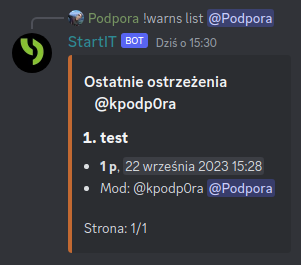 Podpora !warns list @Podpora
StartIT BOT Dziś o 15:30
Ostatnie ostrzeżenia
@kpodp0ra
1. test
• 1 p, 22 września 2023 15:28
• Mod: @kpodp0ra @Podpora
Strona: 1/1